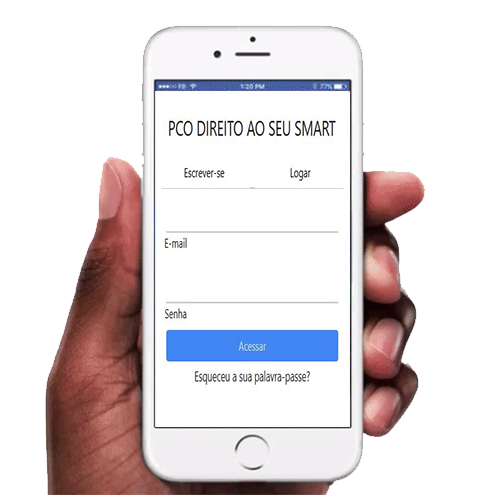 FB 1:20 PM 77%
PCO DIREITO AO SEU SMART
Escrever-se Logar
E-mail
Senha
Acessar
Esqueceu a sua palavra-passe?